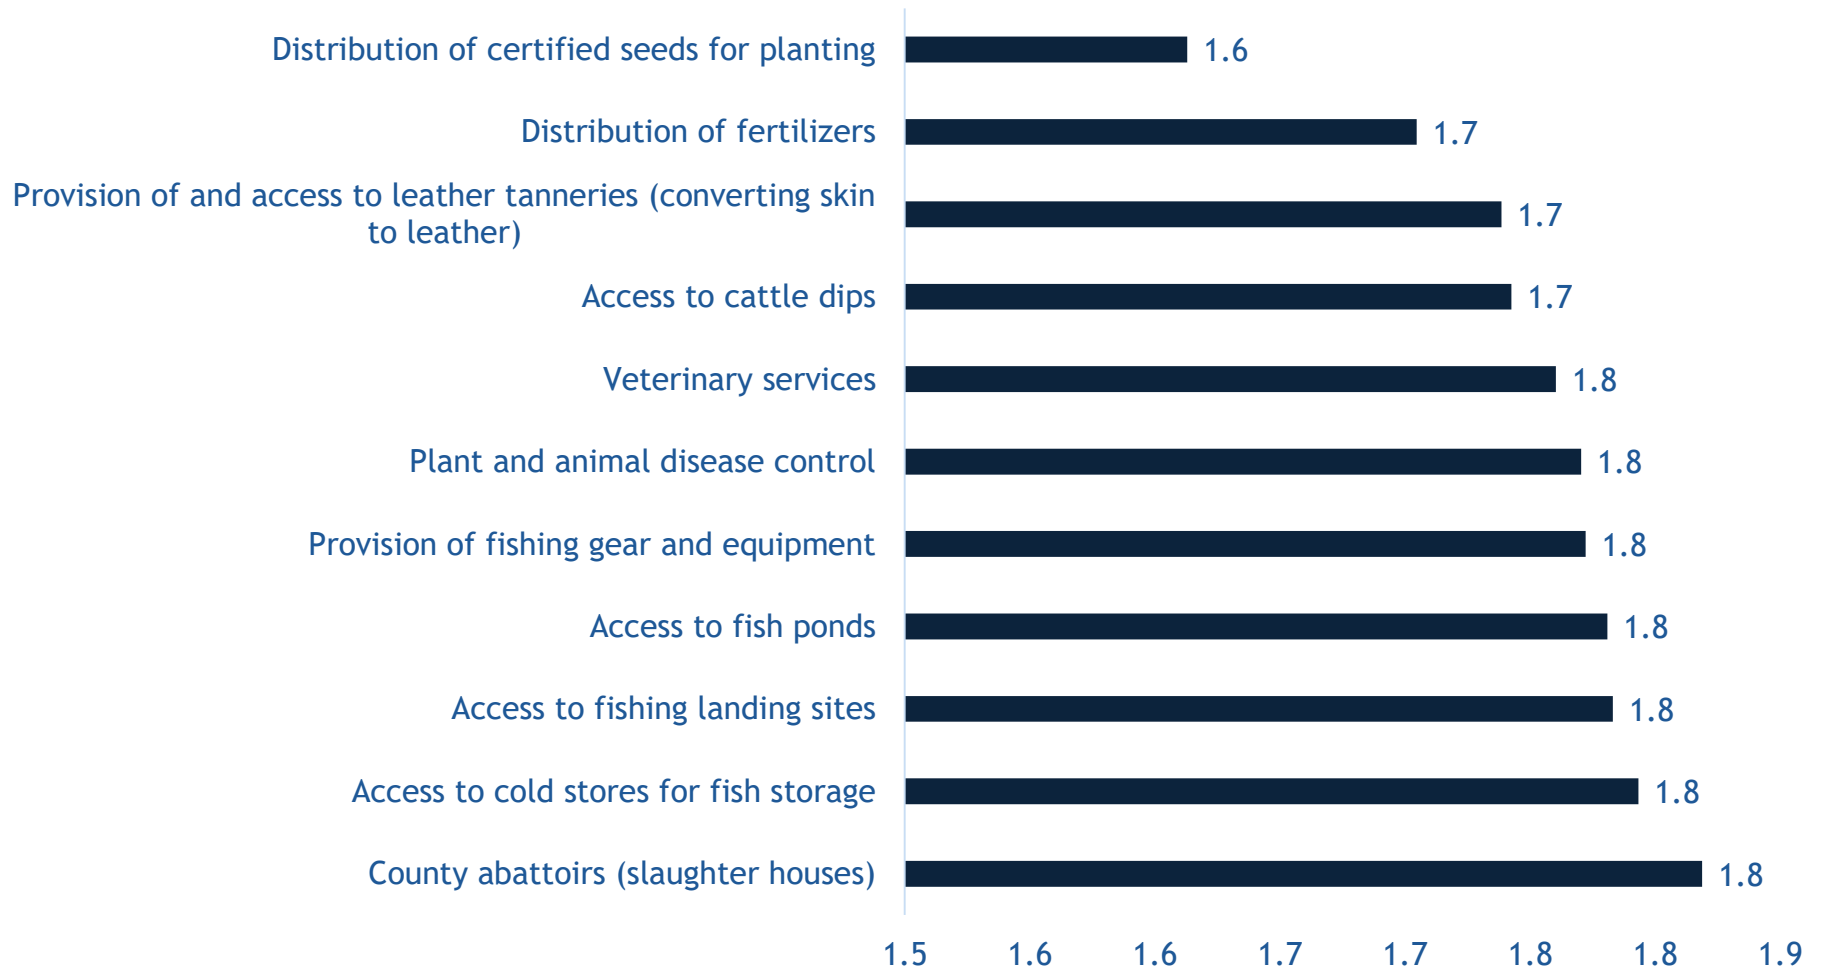 Distribution of certified seeds for planting 1.6
Distribution of fertilizers 1.7
Provision of and access to leather tanneries (converting skin
to leather) 1.7
Access to cattle dips 1.7
Veterinary services 1.8
Plant and animal disease control 1.8
Provision of fishing gear and equipment 1.8
Access to fish ponds 1.8
Access to fishing landing sites 1.8
Access to cold stores for fish storage 1.8
County abattoirs (slaughter houses) 1.8
1.5 1.6 1.6 1.7 1.7 1.8 1.8 1.9